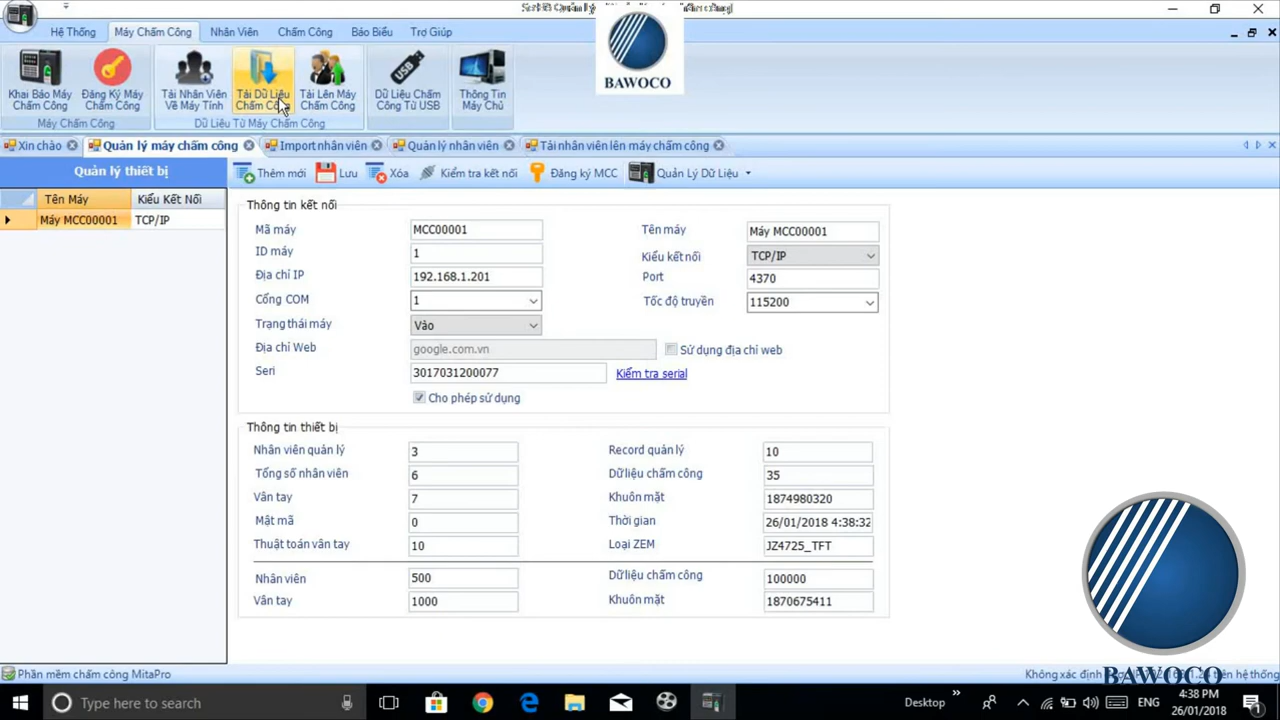 Hệ Thống Máy Chấm Công Nhân Viên Chấm Công Báo Biểu Trợ Giúp
BAWOCO
Khai Báo Máy Chấm Công
Đăng Ký Máy Chấm Công
Tải Nhân Viên Về Máy Tính
Tải Dữ Liệu Chấm Công
Tải Lên Máy Chấm Công
Dữ Liệu Chấm Công Từ USB
Thông Tin Máy Chủ
Máy Chấm Công Dữ Liệu Từ Máy Chấm Công
Xin chào Quản lý máy chấm công Import nhân viên Quản lý nhân viên Tải nhân viên lên máy chấm công
Quản lý thiết bị Thêm mới Lưu Xóa Kiểm tra kết nối Đăng ký MCC Quản Lý Dữ Liệu
Tên Máy Kiểu Kết Nối
Máy MCC00001 TCP/IP
Thông tin kết nối
Mã máy MCC00001 Tên máy Máy MCC00001
ID máy 1 Kiểu kết nối TCP/IP
Địa chỉ IP 192.168.1.201 Port 4370
Cổng COM 1 Tốc độ truyền 115200
Trạng thái máy Vào
Địa chỉ Web google.com.vn Sử dụng địa chỉ web
Seri 3017031200077 Kiểm tra serial
Cho phép sử dụng
Thông tin thiết bị
Nhân viên quản lý 3 Record quản lý 10
Tổng số nhân viên 6 Dữ liệu chấm công 35
Vân tay 7 Khuôn mặt 1874980320
Mật mã 0 Thời gian 26/01/2018 4:38:32
Thuật toán vân tay 10 Loại ZEM JZ4725_TFT
Nhân viên 500 Dữ liệu chấm công 100000
Vân tay 1000 Khuôn mặt 1870675411
BAWOCO
Phần mềm chấm công MitaPro Không xác định trên hệ thống
Type here to search Desktop ENG 4:38 PM
26/01/2018
1